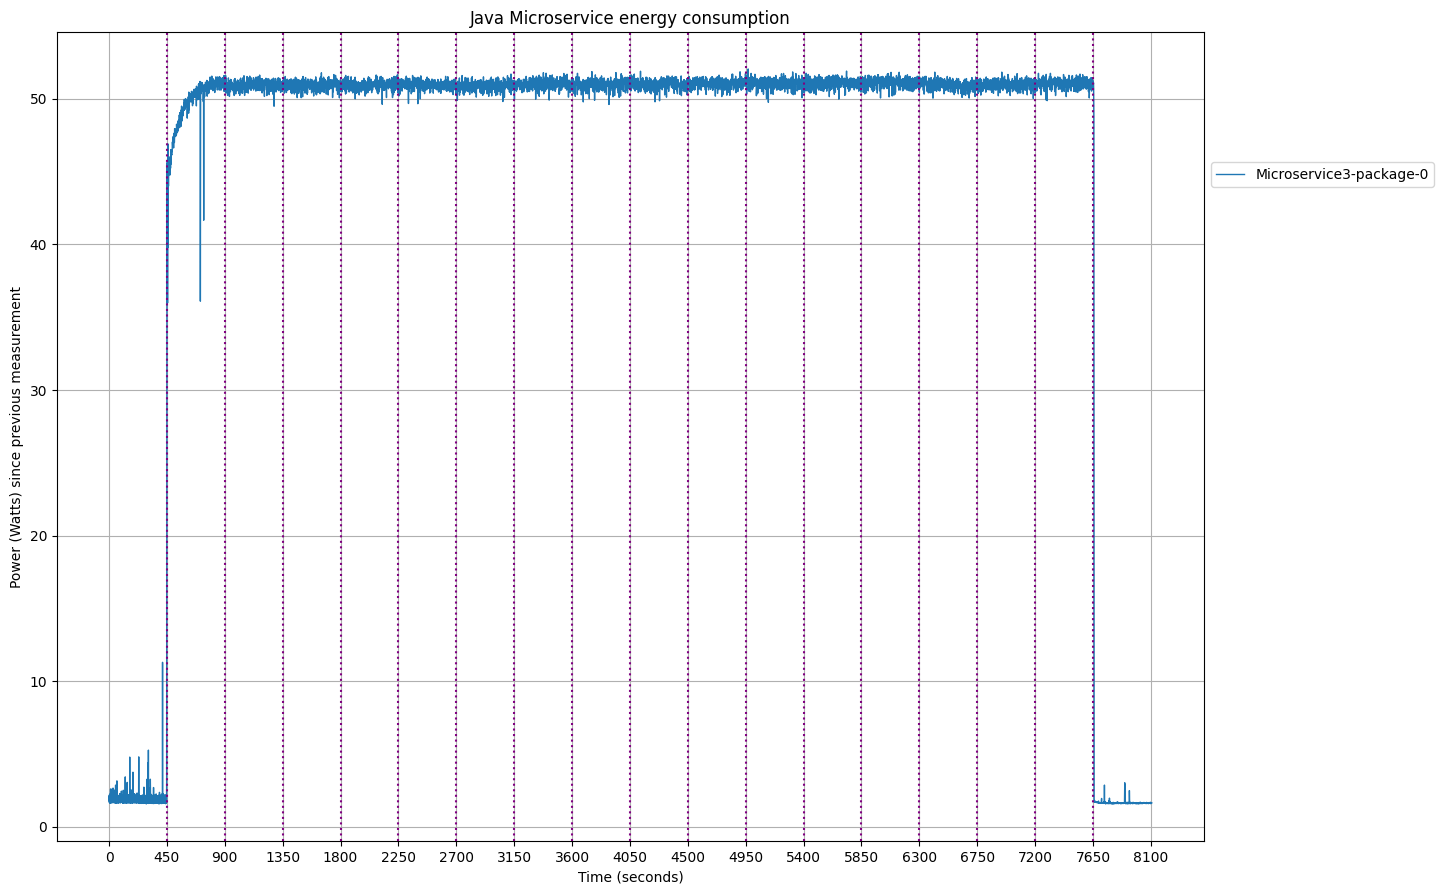 Java Microservice energy consumption
Power (Watts) since previous measurement
50
40
30
20
10
0
Microservice3-package-0
0 450 900 1350 1800 2250 2700 3150 3600 4050 4500 4950 5400 5850 6300 6750 7200 7650 8100
Time (seconds)